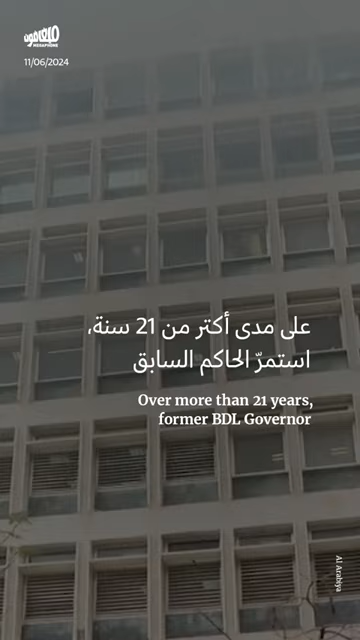 ميغافون
MEGAPHONE
11/06/2024
على مدى أكتر من 21 سنة،
استمرّ الحاكم السابق
Over more than 21 years,
former BDL Governor
Al Arabiya